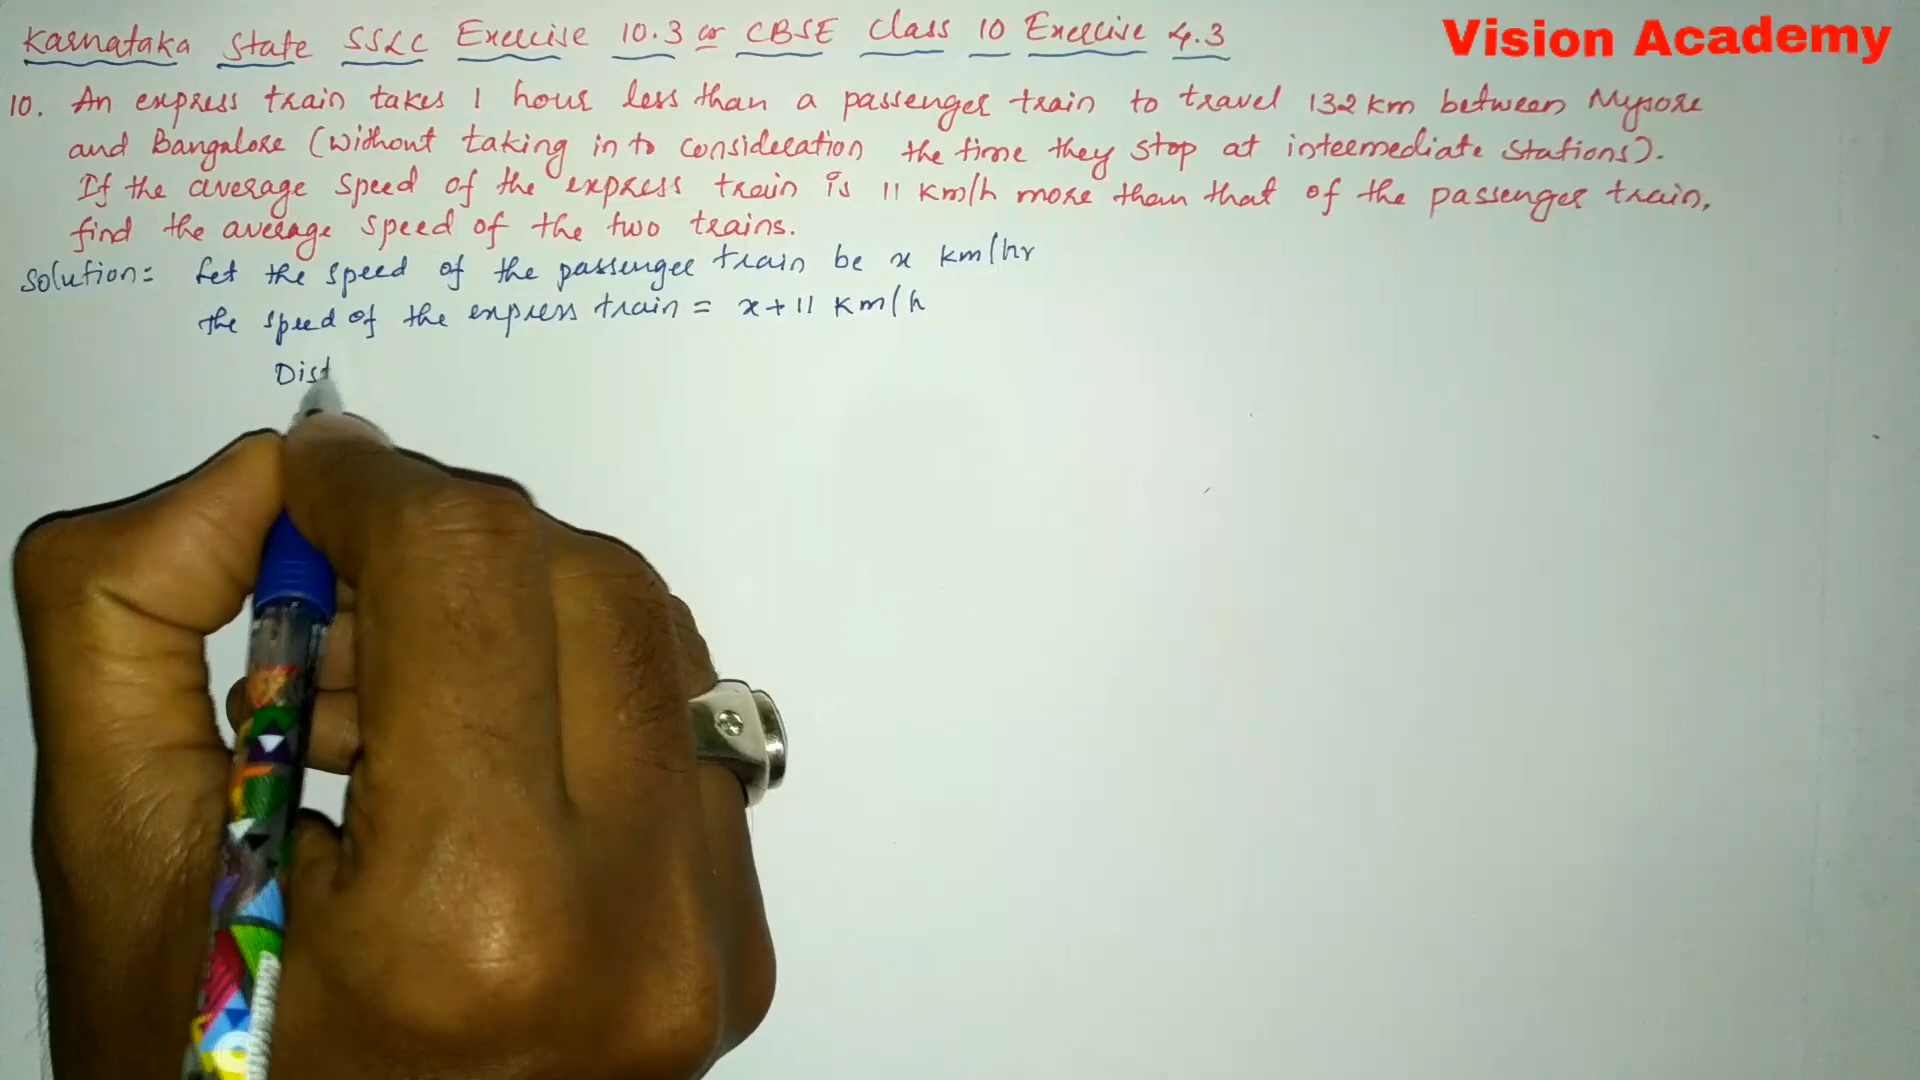 Karnataka State SSLC Exercise 10.3 or CBSE Class 10 Exercise 4.3
Vision Academy
10. An express train takes 1 hour less than a passenger train to travel 132 km between Mysore
and Bangalore (without taking in to consideration the time they stop at intermediate stations).
If the average speed of the express train is 11 km/h more than that of the passenger train,
find the average speed of the two trains.
Solution:- Let the speed of the passenger train be x km/hr
the speed of the express train = x + 11 Km/h
Dist